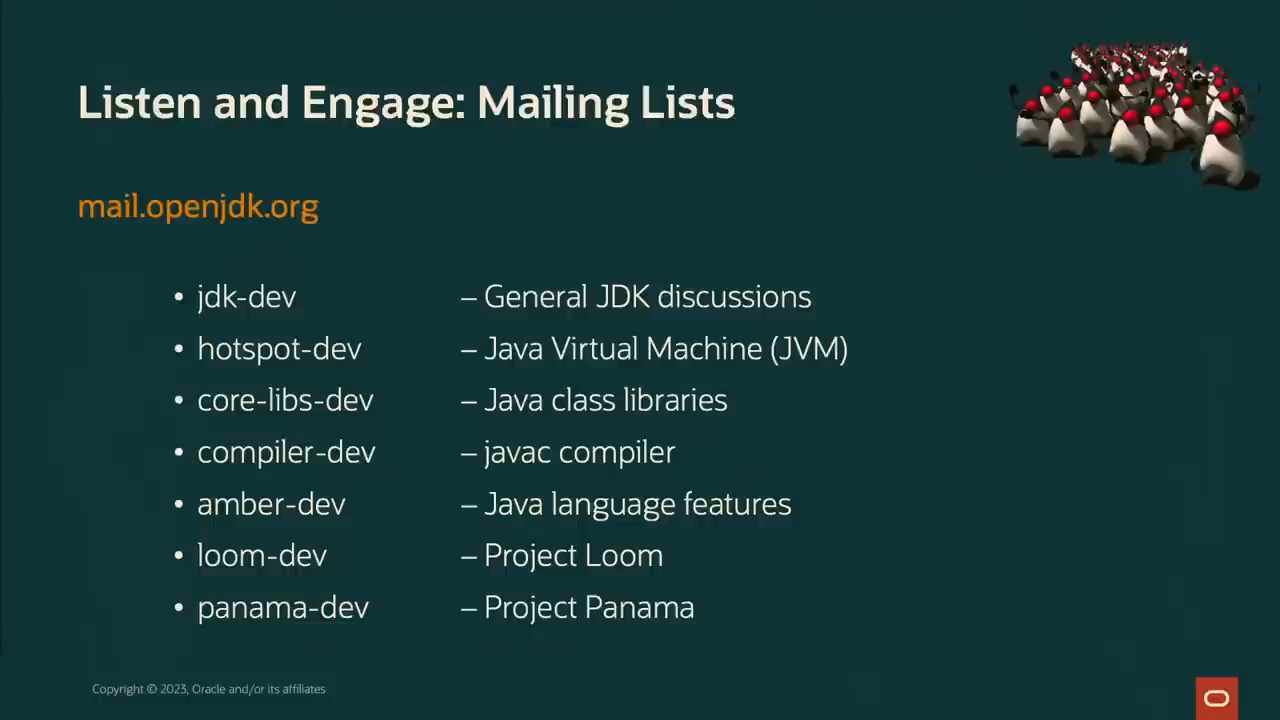 Listen and Engage: Mailing Lists
mail.openjdk.org
• jdk-dev – General JDK discussions
• hotspot-dev – Java Virtual Machine (JVM)
• core-libs-dev – Java class libraries
• compiler-dev – javac compiler
• amber-dev – Java language features
• loom-dev – Project Loom
• panama-dev – Project Panama
Copyright © 2023, Oracle and/or its affiliates